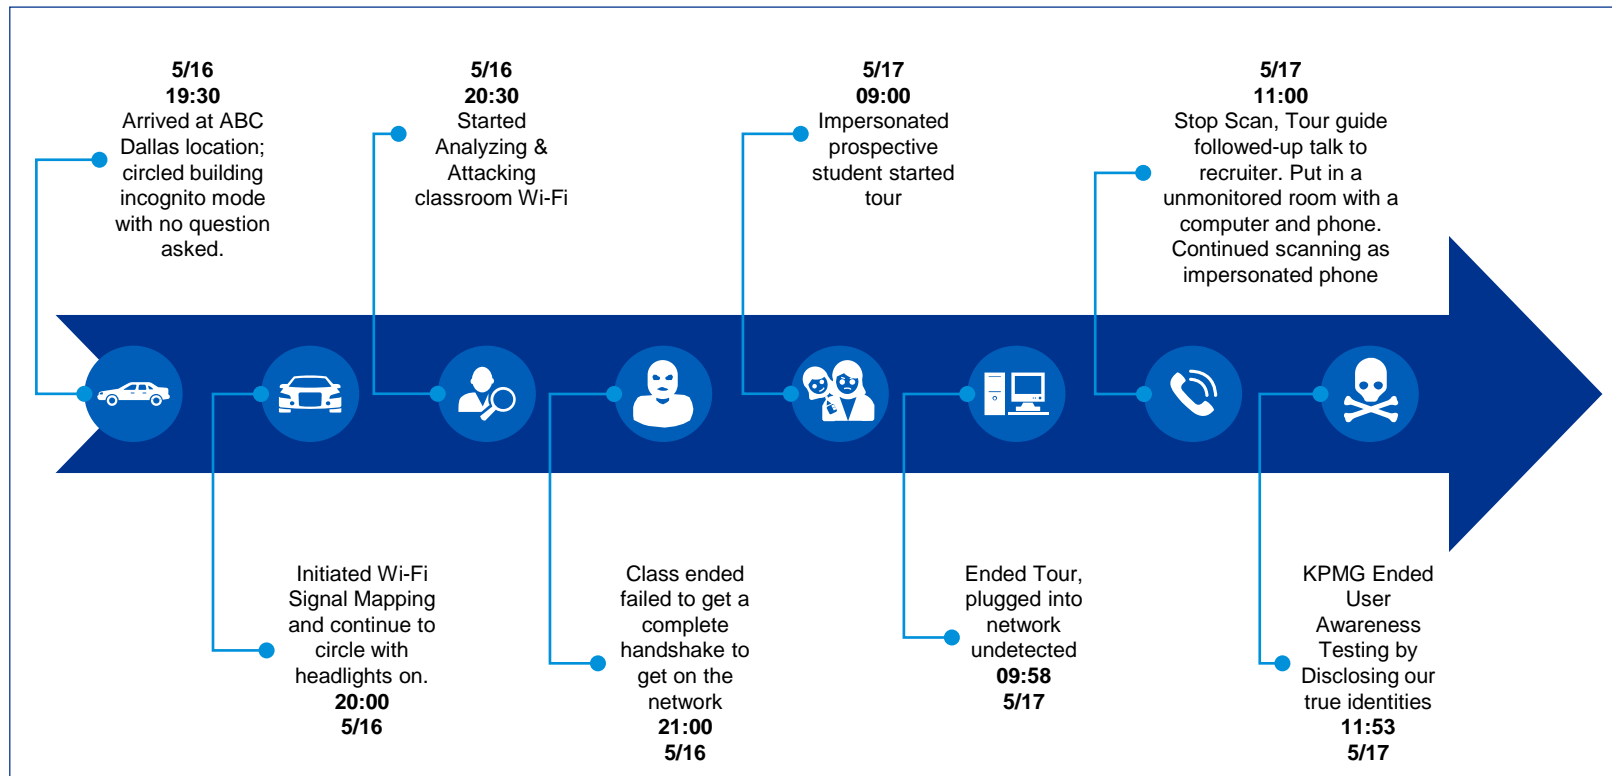 5/16
19:30
Arrived at ABC
Dallas location;
circled building
incognito mode
with no question
asked.
Initiated Wi-Fi
Signal Mapping
and continue to
circle with
headlights on.
20:00
5/16
5/16
20:30
Started
Analyzing &
Attacking
classroom Wi-Fi
Class ended
failed to get a
complete
handshake to
get on the
network
21:00
5/16
5/17
09:00
Impersonated
prospective
student started
tour
Ended Tour,
plugged into
network
undetected
09:58
5/17
5/17
11:00
Stop Scan, Tour guide
followed-up talk to
recruiter. Put in a
unmonitored room with a
computer and phone.
Continued scanning as
impersonated phone
KPMG Ended
User
Awareness
Testing by
Disclosing our
true identities
11:53
5/17